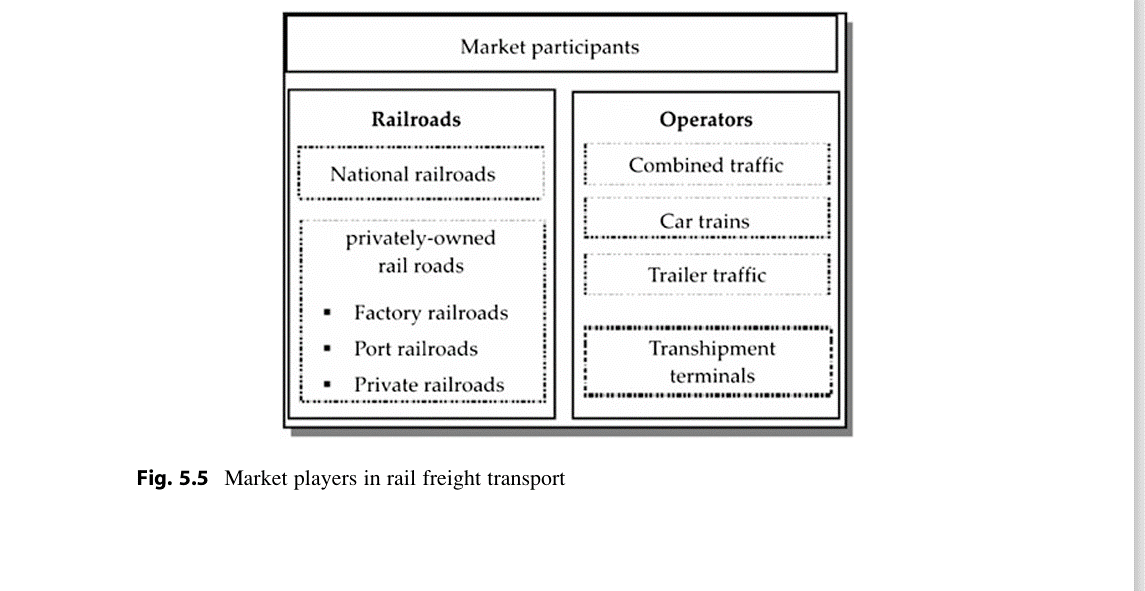 Market participants
Railroads
National railroads
privately-owned
rail roads
▪ Factory railroads
▪ Port railroads
▪ Private railroads
Operators
Combined traffic
Car trains
Trailer traffic
Transhipment
terminals
Fig. 5.5 Market players in rail freight transport